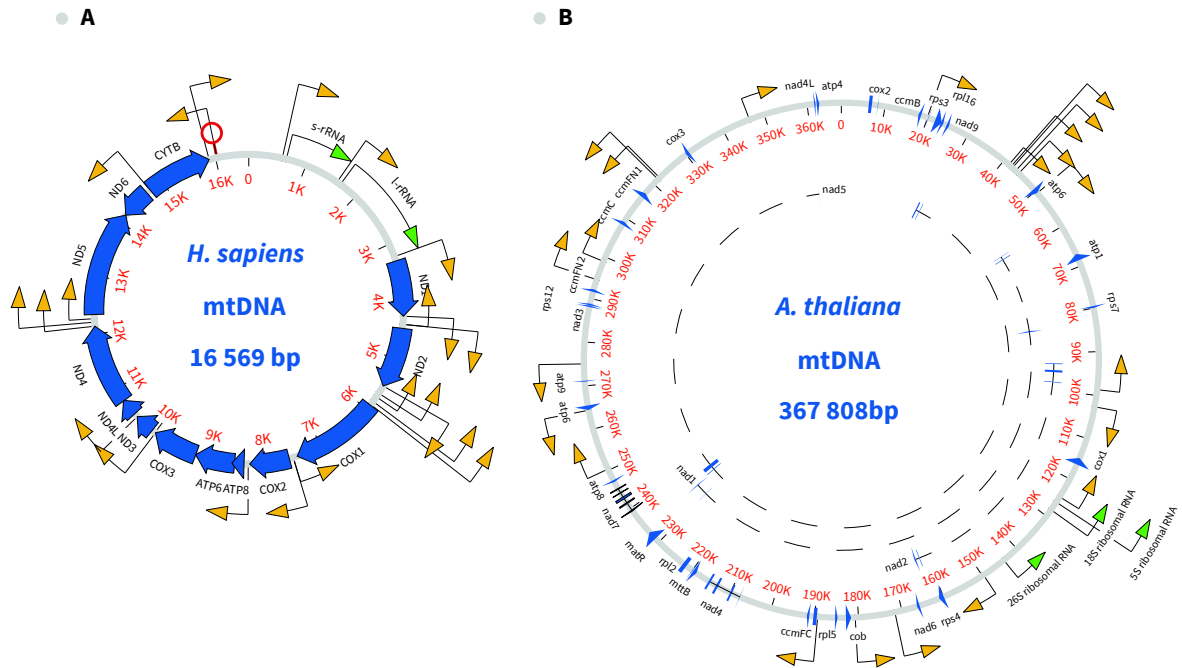 A
s-rRNA
l-rRNA
ND1
ND2
COX1
COX2
ATP8
ATP6
COX3
ND3
ND4L
ND4
ND5
ND6
CYTB
0
1K
2K
3K
4K
5K
6K
7K
8K
9K
10K
11K
12K
13K
14K
15K
16K
H. sapiens
mtDNA
16 569 bp
B
nad4L
atp4
cox2
ccmB
rps3
rpl16
nad9
atp6
atp1
rps7
cox1
18S ribosomal RNA
5S ribosomal RNA
26S ribosomal RNA
rps4
nad6
cob
rpl5
ccmFC
nad4
mttB
rpl2
matR
nad7
atp8
atp6
atp9
nad3
rps12
ccmFN2
ccmC
ccmFN1
cox3
nad5
nad1
nad2
0
10K
20K
30K
40K
50K
60K
70K
80K
90K
100K
110K
120K
130K
140K
150K
160K
170K
180K
190K
200K
210K
220K
230K
240K
250K
260K
270K
280K
290K
300K
310K
320K
330K
340K
350K
360K
A. thaliana
mtDNA
367 808bp